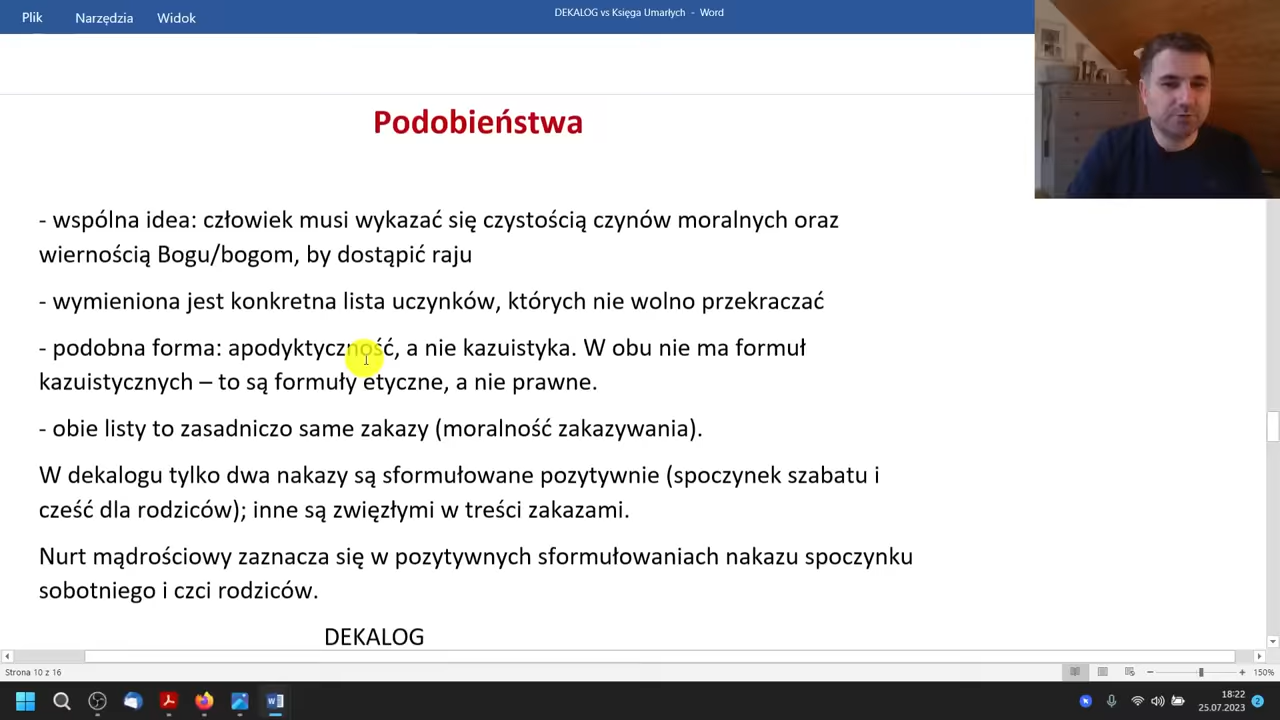 Plik Narzędzia Widok
DEKALOG vs Księga Umarłych - Word
Podobieństwa
- wspólna idea: człowiek musi wykazać się czystością czynów moralnych oraz
wiernością Bogu/bogom, by dostąpić raju
- wymieniona jest konkretna lista uczynków, których nie wolno przekraczać
- podobna forma: apodyktyczność, a nie kazuistyka. W obu nie ma formuł
kazuistycznych – to są formuły etyczne, a nie prawne.
- obie listy to zasadniczo same zakazy (moralność zakazywania).
W dekalogu tylko dwa nakazy są sformułowane pozytywnie (spoczynek szabatu i
cześć dla rodziców); inne są zwięzłymi w treści zakazami.
Nurt mądrościowy zaznacza się w pozytywnych sformułowaniach nakazu spoczynku
sobotniego i czci rodziców.
DEKALOG
Strona 10 z 16
150%
18:22
25.07.2023
2